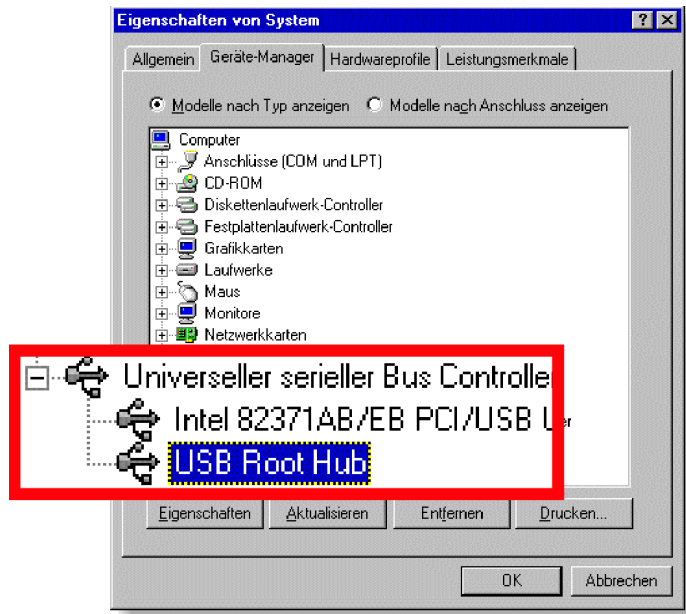 Eigenschaften von System
Allgemein Geräte-Manager Hardwareprofile Leistungsmerkmale
Modelle nach Typ anzeigen Modelle nach Anschluss anzeigen
Computer
Anschlüsse (COM und LPT)
CD-ROM
Diskettenlaufwerk-Controller
Festplattenlaufwerk-Controller
Grafikkarten
Laufwerke
Maus
Monitore
Netzwerkkarten
Universeller serieller Bus Controller
Intel 82371AB/EB PCI/USB
USB Root Hub
Eigenschaften Aktualisieren Entfernen Drucken...
OK Abbrechen